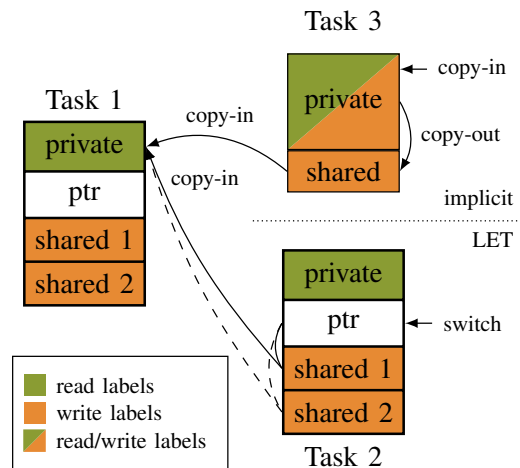 Task 3
copy-in
private
copy-out
shared
implicit
Task 1
private
ptr
shared 1
shared 2
copy-in
copy-in
LET
private
ptr
switch
shared 1
shared 2
Task 2
read labels
write labels
read/write labels